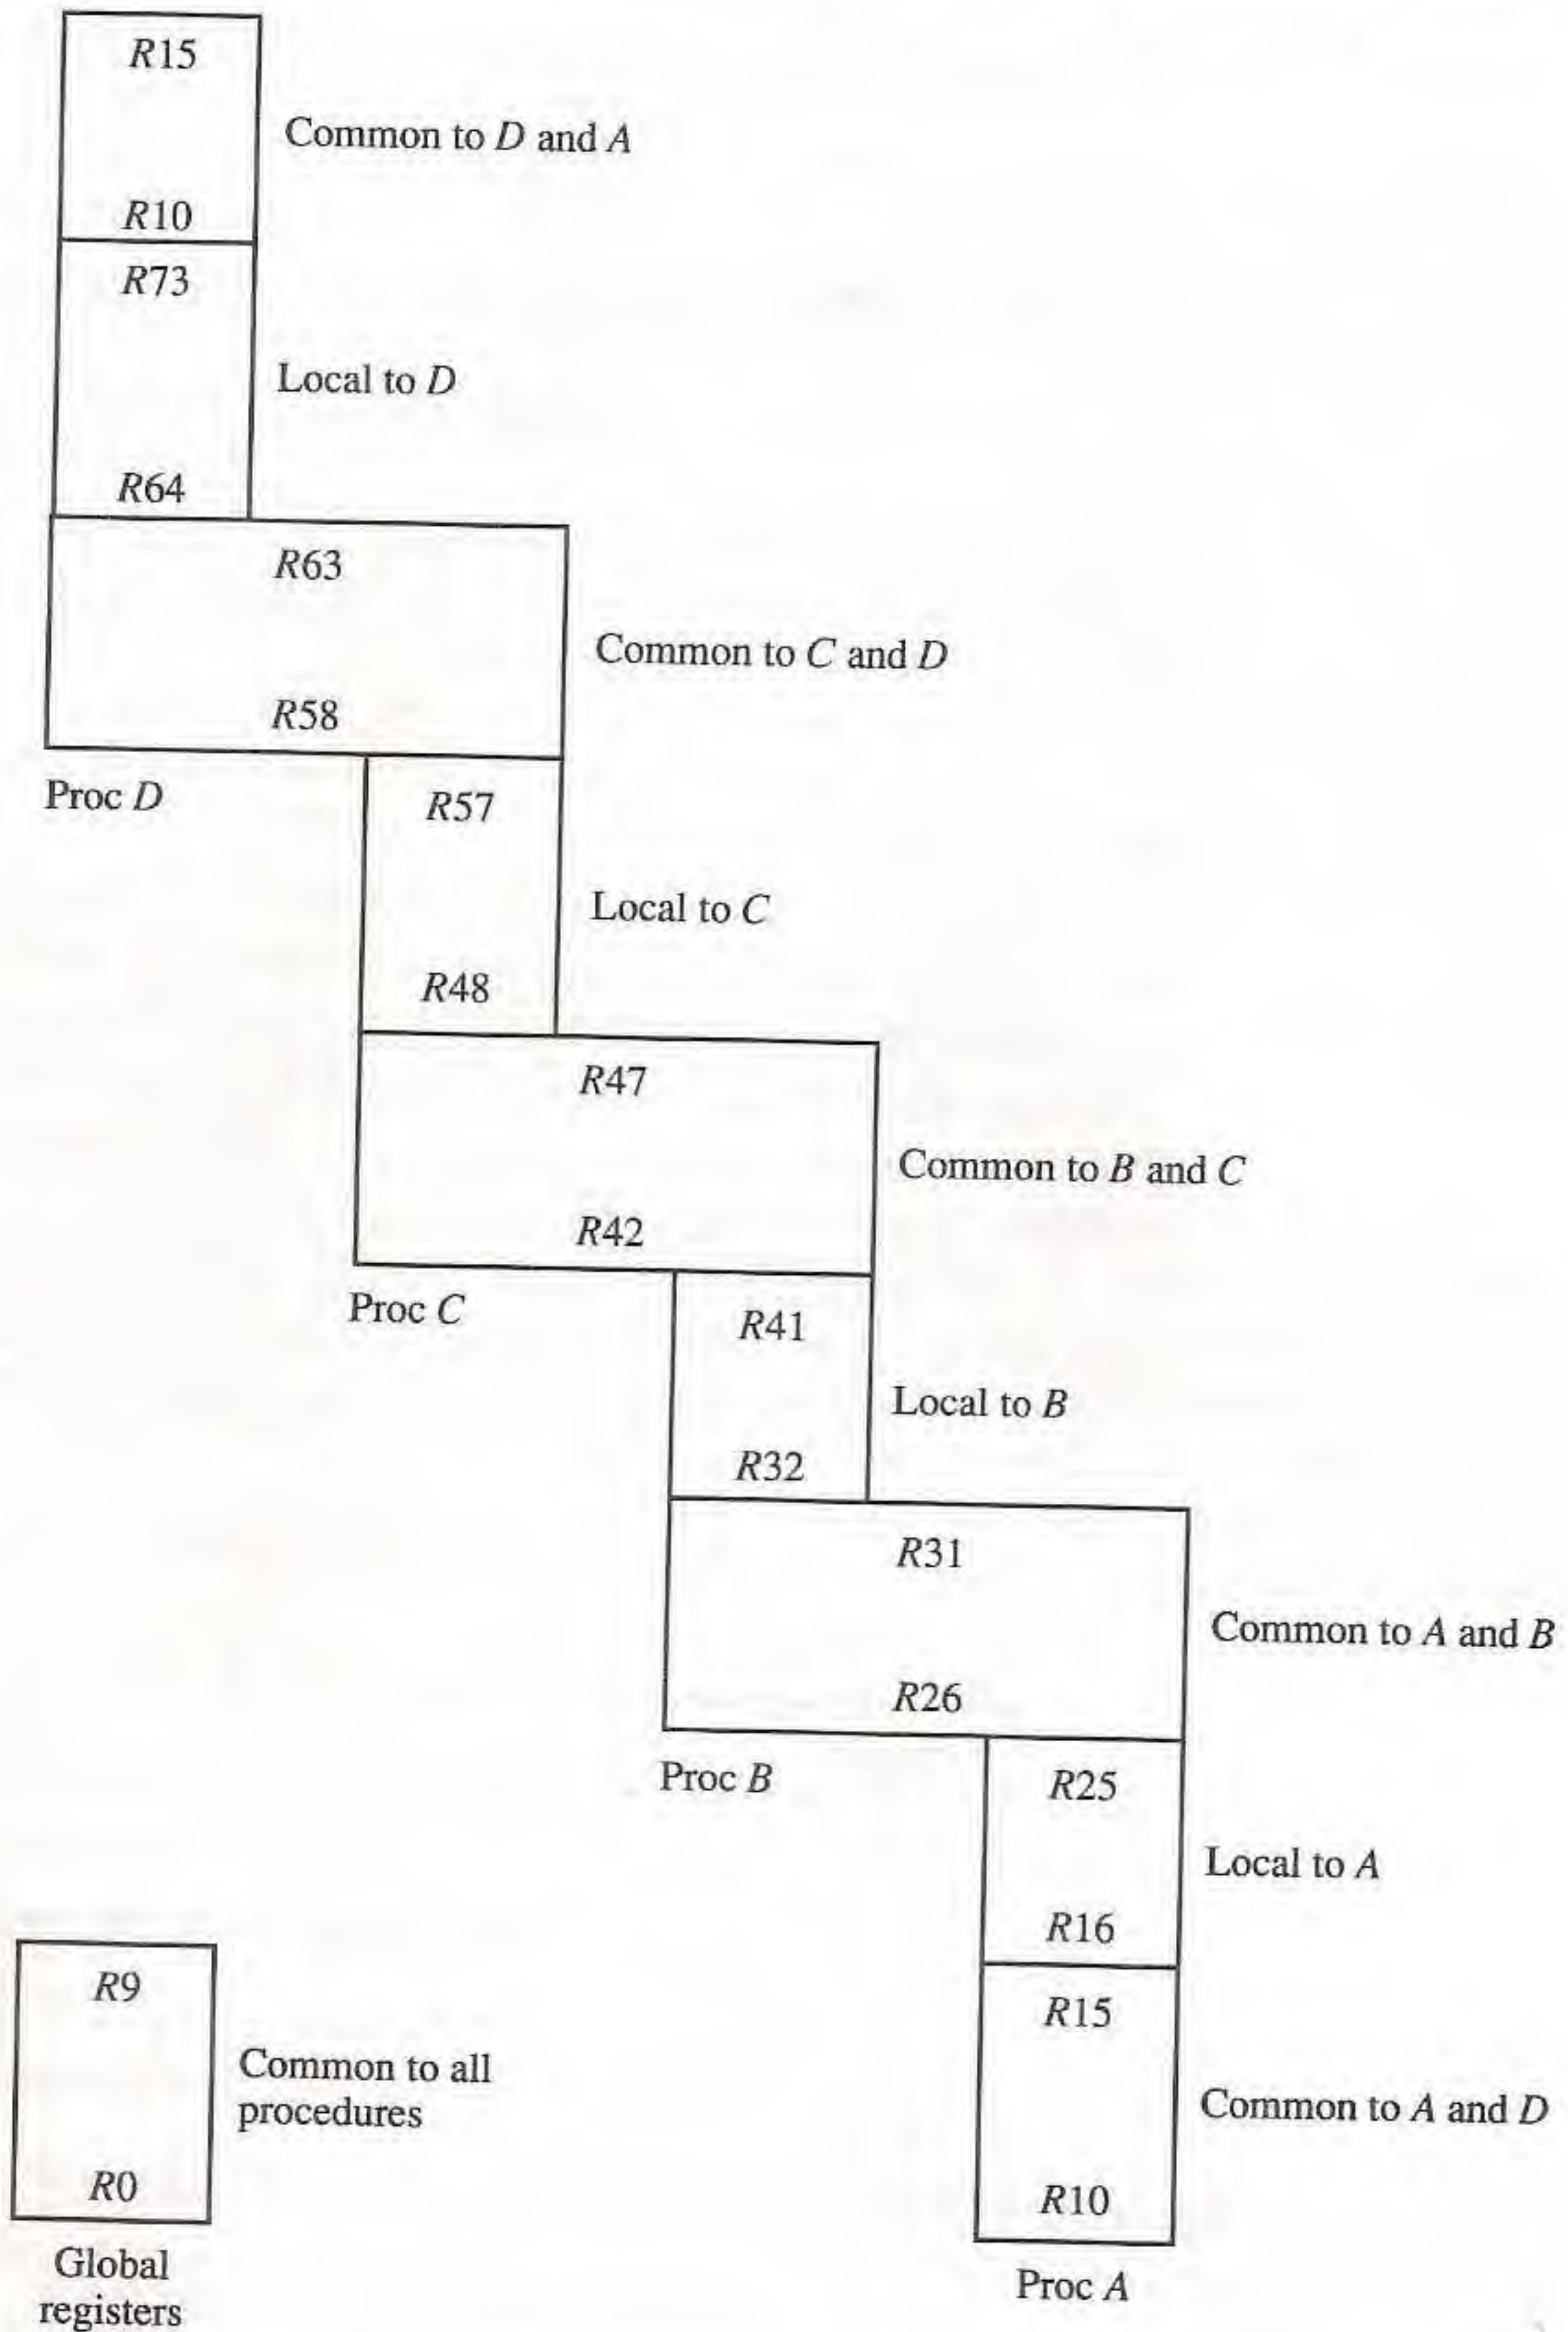 R15
Common to D and A
R10
R73
Local to D
R64
R63
Common to C and D
R58
Proc D
R57
Local to C
R48
R47
Common to B and C
R42
Proc C
R41
Local to B
R32
R31
Common to A and B
R26
Proc B
R25
Local to A
R16
R15
Common to A and D
R10
Proc A
R9
Common to all
procedures
R0
Global
registers